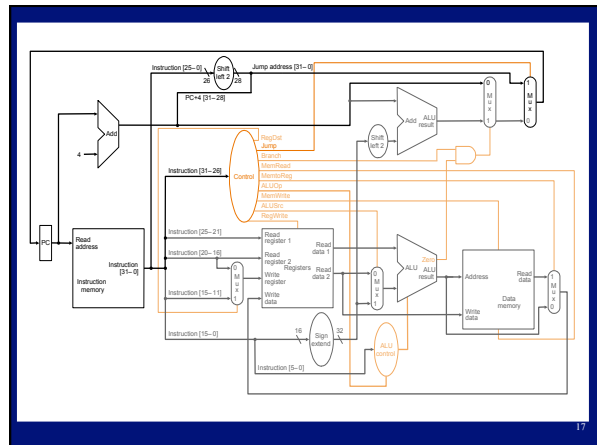 Instruction [25–0]
Shift
left 2
Jump address [31–0]
26
28
PC+4 [31–28]
Add
4
0
M
u
x
1
1
M
u
x
0
Add
ALU
result
Shift
left 2
RegDst
Jump
Branch
MemRead
MemtoReg
ALUOp
MemWrite
ALUSrc
RegWrite
Control
Instruction [31–26]
PC
Read
address
Instruction
[31–0]
Instruction
memory
Instruction [25–21]
Instruction [20–16]
Instruction [15–11]
0
M
u
x
1
Read
register 1
Read
register 2
Write
register
Write
data
Registers
Read
data 1
Read
data 2
0
M
u
x
1
Zero
ALU
ALU
result
Address
Write
data
Read
data
Data
memory
1
M
u
x
0
Instruction [15–0]
16
Sign
extend
32
ALU
control
Instruction [5–0]
17